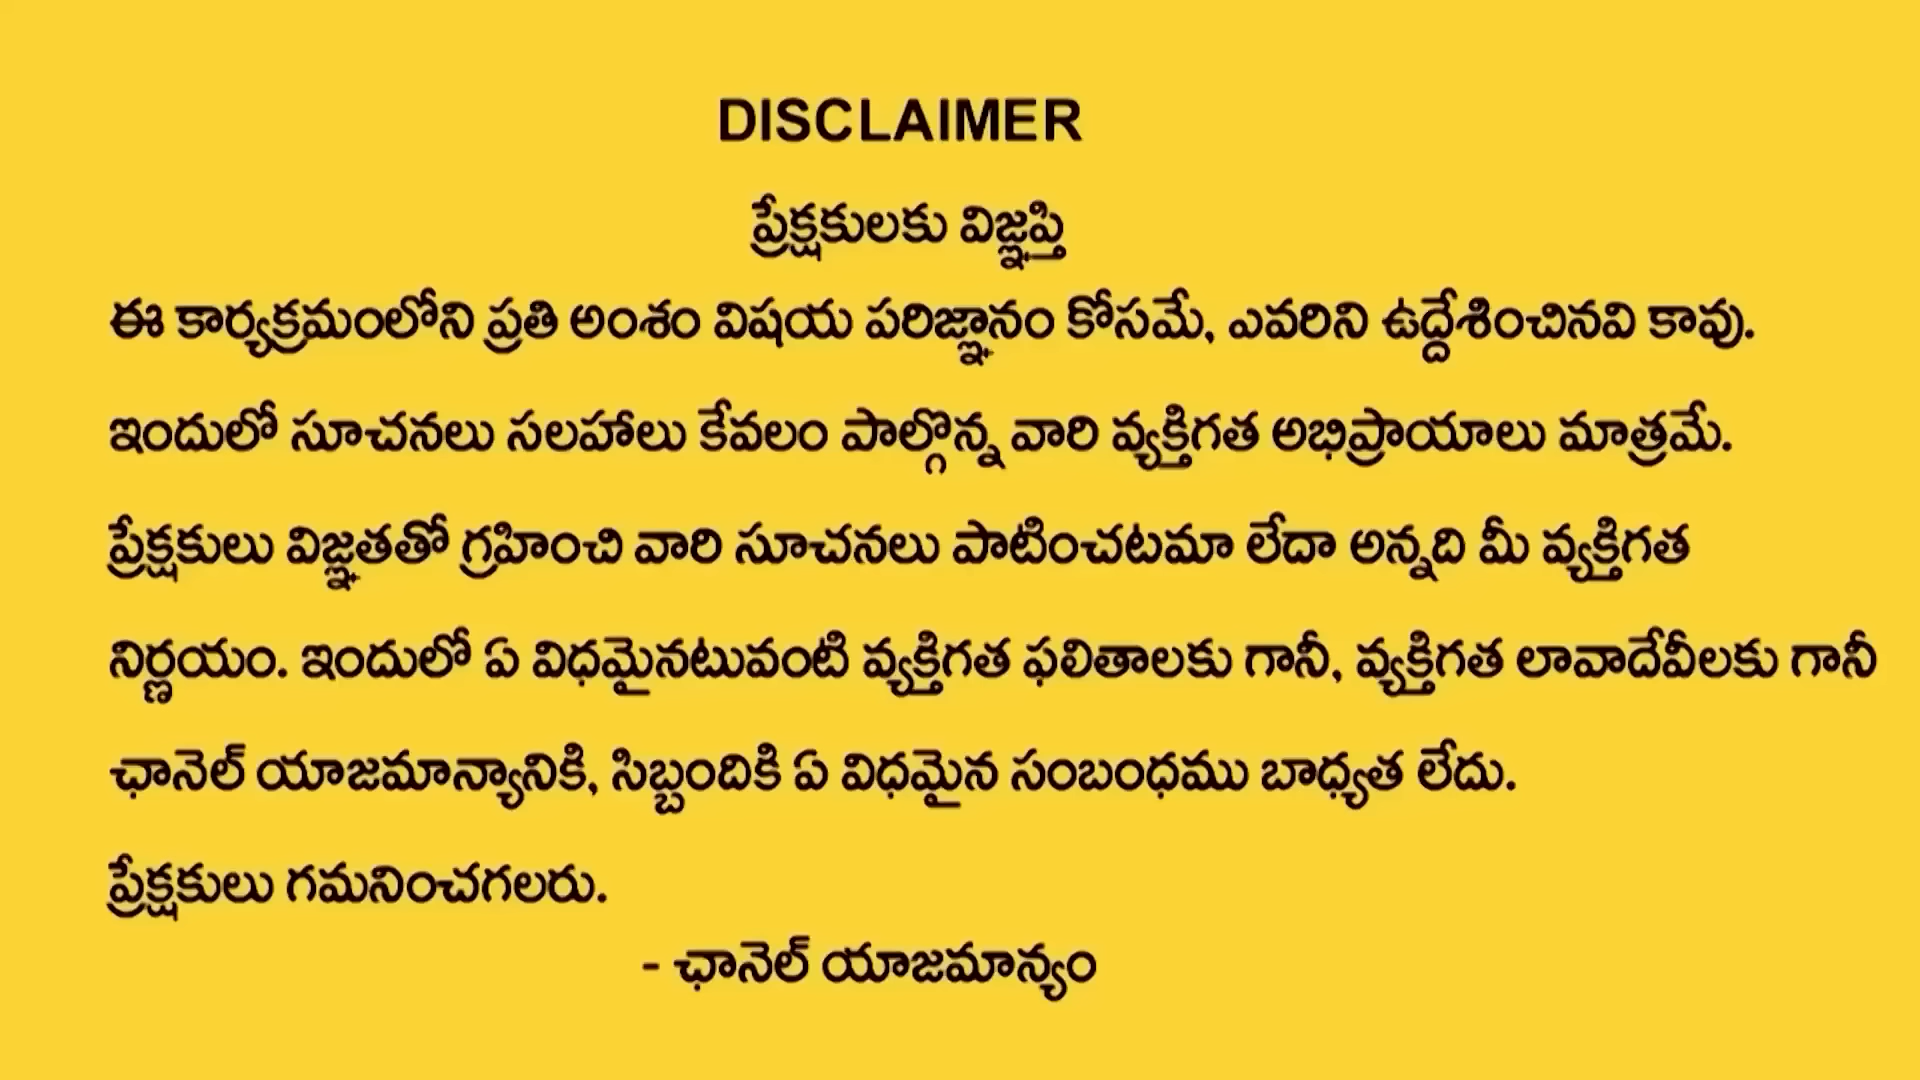 DISCLAIMER
ప్రేక్షకులకు విజ్ఞప్తి
ఈ కార్యక్రమంలోని ప్రతి అంశం విషయ పరిజ్ఞానం కోసమే, ఎవరిని ఉద్దేశించినవి కావు.
ఇందులో సూచనలు సలహాలు కేవలం పాల్గొన్న వారి వ్యక్తిగత అభిప్రాయాలు మాత్రమే.
ప్రేక్షకులు విజ్ఞతతో గ్రహించి వారి సూచనలు పాటించటమా లేదా అన్నది మీ వ్యక్తిగత
నిర్ణయం. ఇందులో ఏ విధమైనటువంటి వ్యక్తిగత ఫలితాలకు గానీ, వ్యక్తిగత లావాదేవీలకు గానీ
ఛానెల్ యాజమాన్యానికి, సిబ్బందికి ఏ విధమైన సంబంధము బాధ్యత లేదు.
ప్రేక్షకులు గమనించగలరు.
- ఛానెల్ యాజమాన్యం